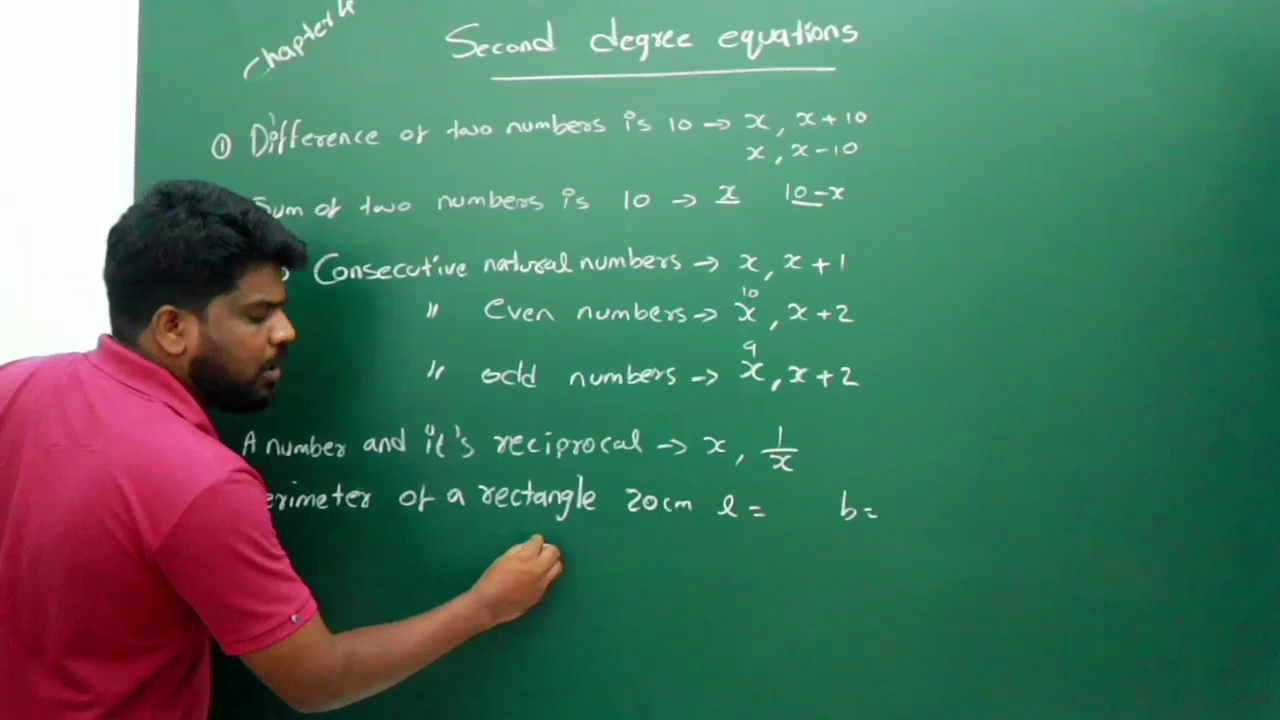 Chapter 4
Second degree equations
① Difference of two numbers is 10 → x, x+10
x, x-10
Sum of two numbers is 10 → x 10-x
Consecutive natural numbers → x, x+1
10
" Even numbers → x, x+2
9
" odd numbers → x, x+2
A number and it's reciprocal → x, 1/x
erimeter of a rectangle 20cm l= b=